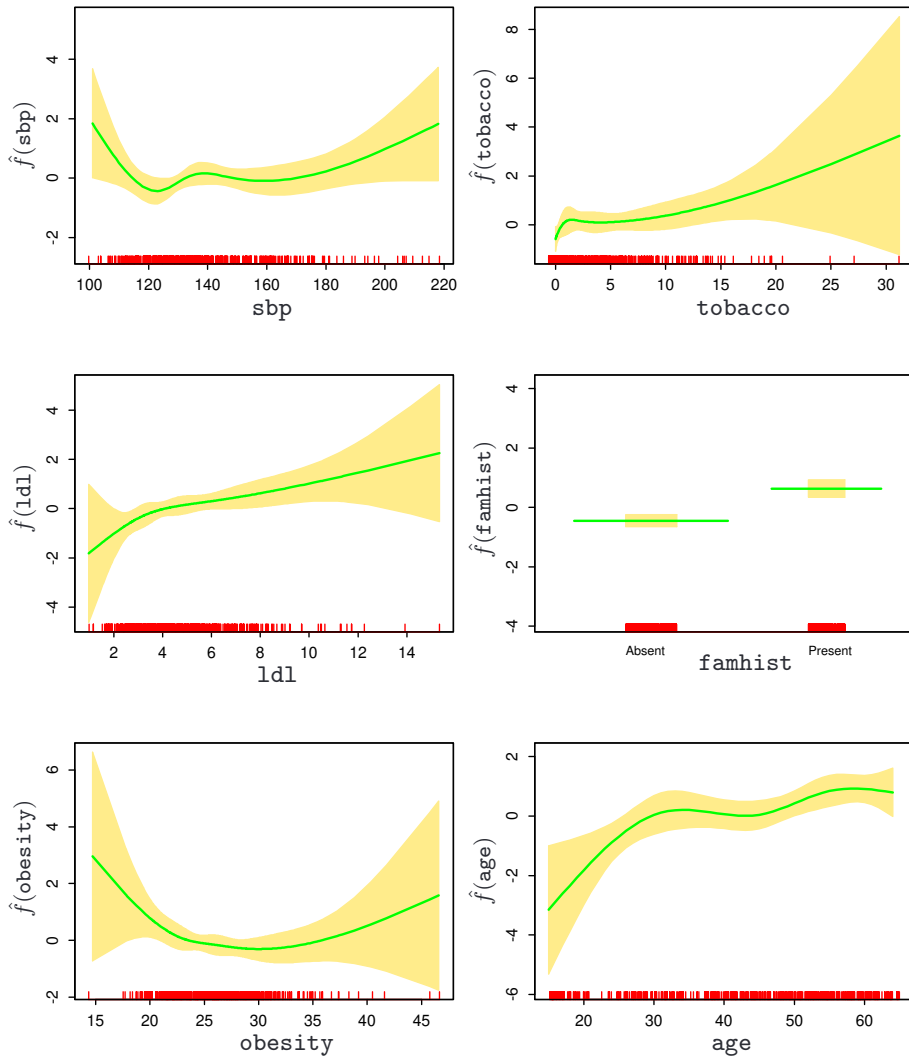 f̂(sbp)
-2 0 2 4
100 120 140 160 180 200 220
sbp
f̂(tobacco)
0 2 4 6 8
0 5 10 15 20 25 30
tobacco
f̂(ldl)
-4 -2 0 2 4
2 4 6 8 10 12 14
ldl
f̂(famhist)
-4 -2 0 2 4
Absent Present
famhist
f̂(obesity)
-2 0 2 4 6
15 20 25 30 35 40 45
obesity
f̂(age)
-6 -4 -2 0 2
20 30 40 50 60
age